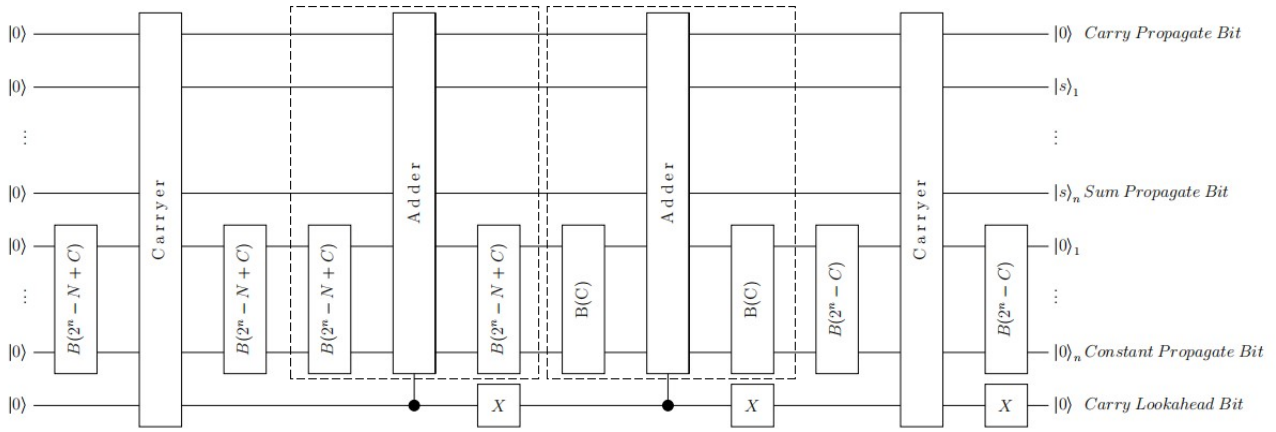 |0⟩ |0⟩ Carry Propagate Bit
|0⟩ |s⟩₁
⋮ ⋮
|0⟩ |s⟩ₙ Sum Propagate Bit
|0⟩ |0⟩₁
⋮ ⋮
|0⟩ |0⟩ₙ Constant Propagate Bit
|0⟩ |0⟩ Carry Lookahead Bit
B(2ⁿ − N + C)
Carryer
B(2ⁿ − N + C)
B(2ⁿ − N + C)
Adder
B(2ⁿ − N + C)
X
B(C)
Adder
B(C)
X
B(2ⁿ − C)
Carryer
B(2ⁿ − C)
X